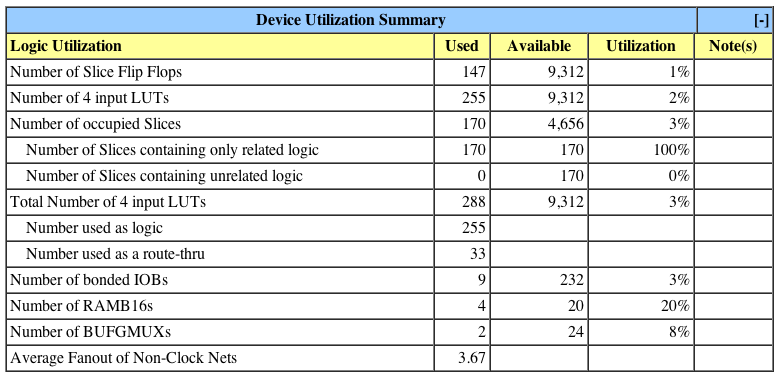 Device Utilization Summary [-]
Logic Utilization Used Available Utilization Note(s)
Number of Slice Flip Flops 147 9,312 1%
Number of 4 input LUTs 255 9,312 2%
Number of occupied Slices 170 4,656 3%
Number of Slices containing only related logic 170 170 100%
Number of Slices containing unrelated logic 0 170 0%
Total Number of 4 input LUTs 288 9,312 3%
Number used as logic 255
Number used as a route-thru 33
Number of bonded IOBs 9 232 3%
Number of RAMB16s 4 20 20%
Number of BUFGMUXs 2 24 8%
Average Fanout of Non-Clock Nets 3.67